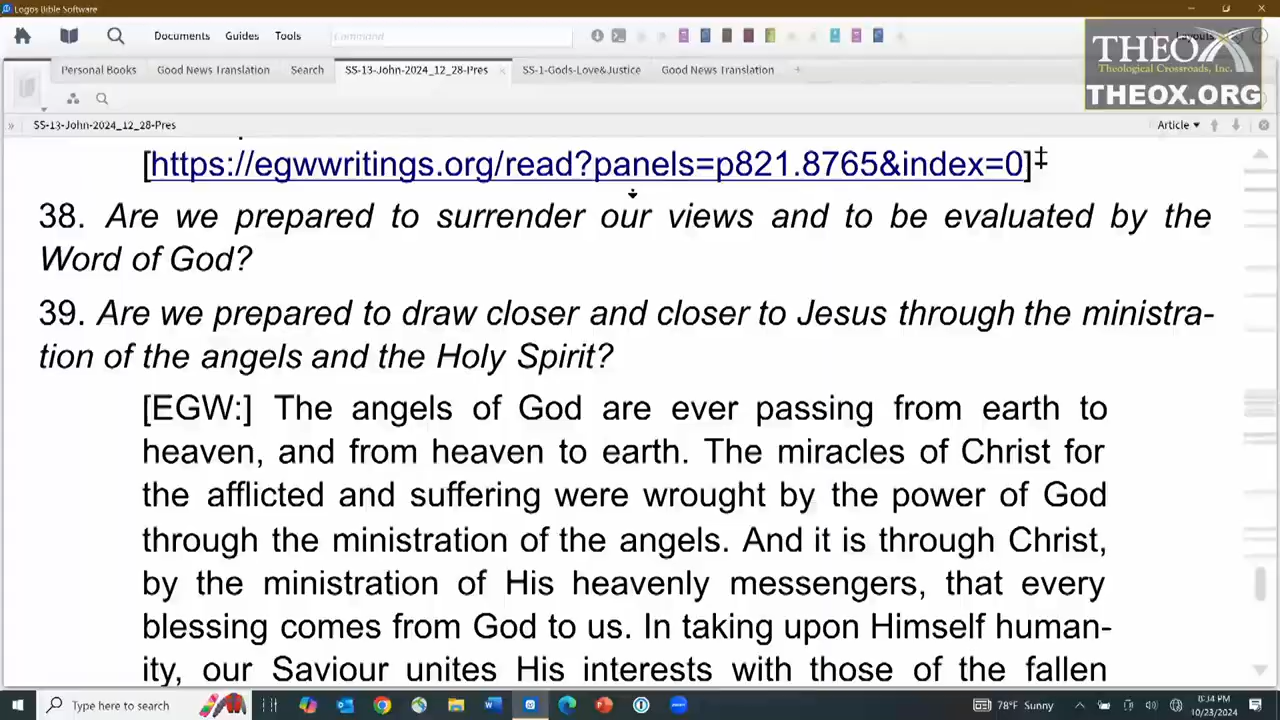 Logos Bible Software
Documents Guides Tools Command
THEOX
Theological Crossroads, Inc.
THEOX.ORG
Personal Books Good News Translation Search SS-13-John-2024_12_28-Pres SS-1-Gods-Love&Justice Good News Translation
SS-13-John-2024_12_28-Pres Article
[https://egwwritings.org/read?panels=p821.8765&index=0]‡
38. Are we prepared to surrender our views and to be evaluated by the
Word of God?
39. Are we prepared to draw closer and closer to Jesus through the ministra-
tion of the angels and the Holy Spirit?
[EGW:] The angels of God are ever passing from earth to
heaven, and from heaven to earth. The miracles of Christ for
the afflicted and suffering were wrought by the power of God
through the ministration of the angels. And it is through Christ,
by the ministration of His heavenly messengers, that every
blessing comes from God to us. In taking upon Himself human-
ity, our Saviour unites His interests with those of the fallen
Type here to search
78°F Sunny
8:34 PM
10/23/2024